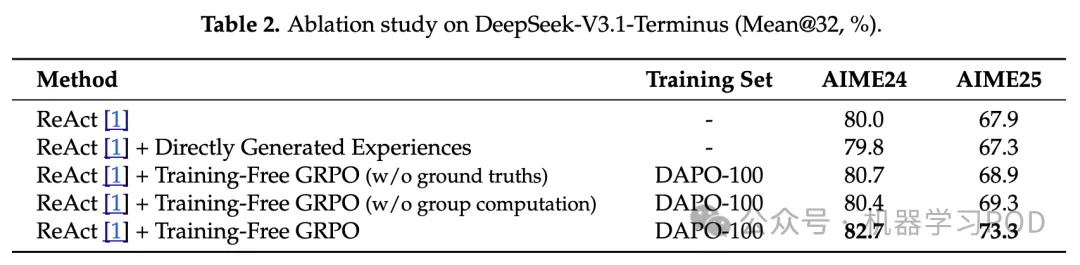 Table 2. Ablation study on DeepSeek-V3.1-Terminus (Mean@32, %).
Method Training Set AIME24 AIME25
ReAct [1] - 80.0 67.9
ReAct [1] + Directly Generated Experiences - 79.8 67.3
ReAct [1] + Training-Free GRPO (w/o ground truths) DAPO-100 80.7 68.9
ReAct [1] + Training-Free GRPO (w/o group computation) DAPO-100 80.4 69.3
ReAct [1] + Training-Free GRPO DAPO-100 82.7 73.3
公众号 · 机器学习POD